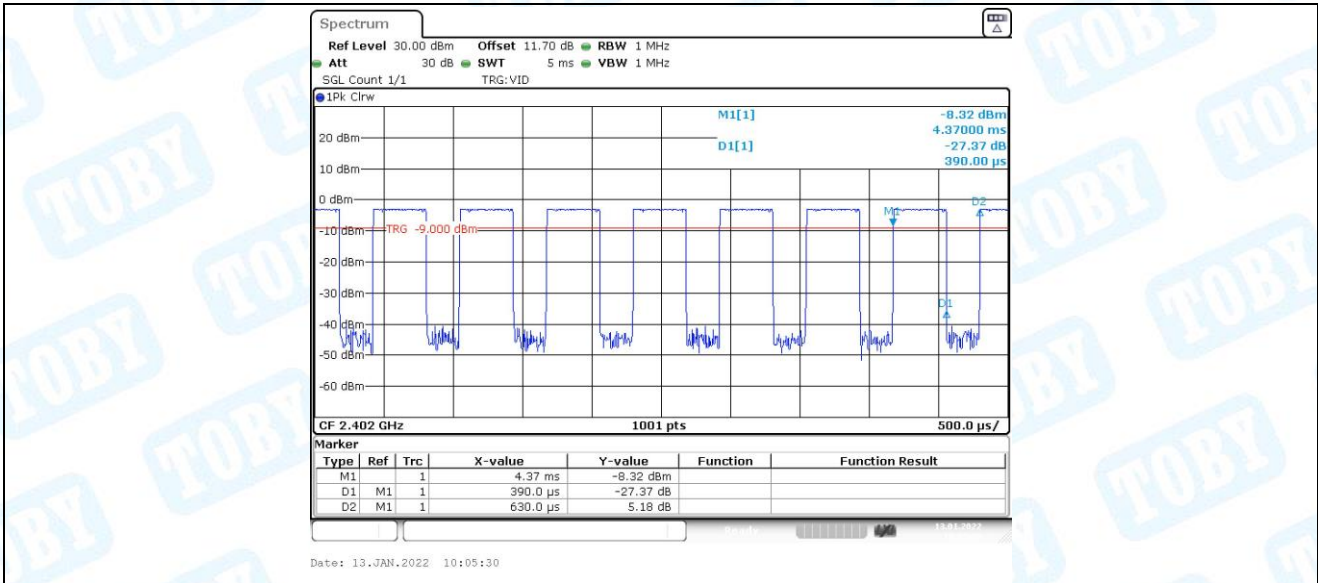 Spectrum
Ref Level 30.00 dBm Offset 11.70 dB RBW 1 MHz
Att 30 dB SWT 5 ms VBW 1 MHz
SGL Count 1/1 TRG:VID
1Pk Clrw
M1[1] -8.32 dBm
4.37000 ms
D1[1] -27.37 dB
390.00 µs
20 dBm
10 dBm
0 dBm
D2
M1
-10 dBm
TRG -9.000 dBm
-20 dBm
-30 dBm
D1
-40 dBm
-50 dBm
-60 dBm
CF 2.402 GHz 1001 pts 500.0 µs/
Marker
Type Ref Trc X-value Y-value Function Function Result
M1 1 4.37 ms -8.32 dBm
D1 M1 1 390.0 µs -27.37 dB
D2 M1 1 630.0 µs 5.18 dB
Ready 13.01.2022
Date: 13.JAN.2022 10:05:30
TOBY